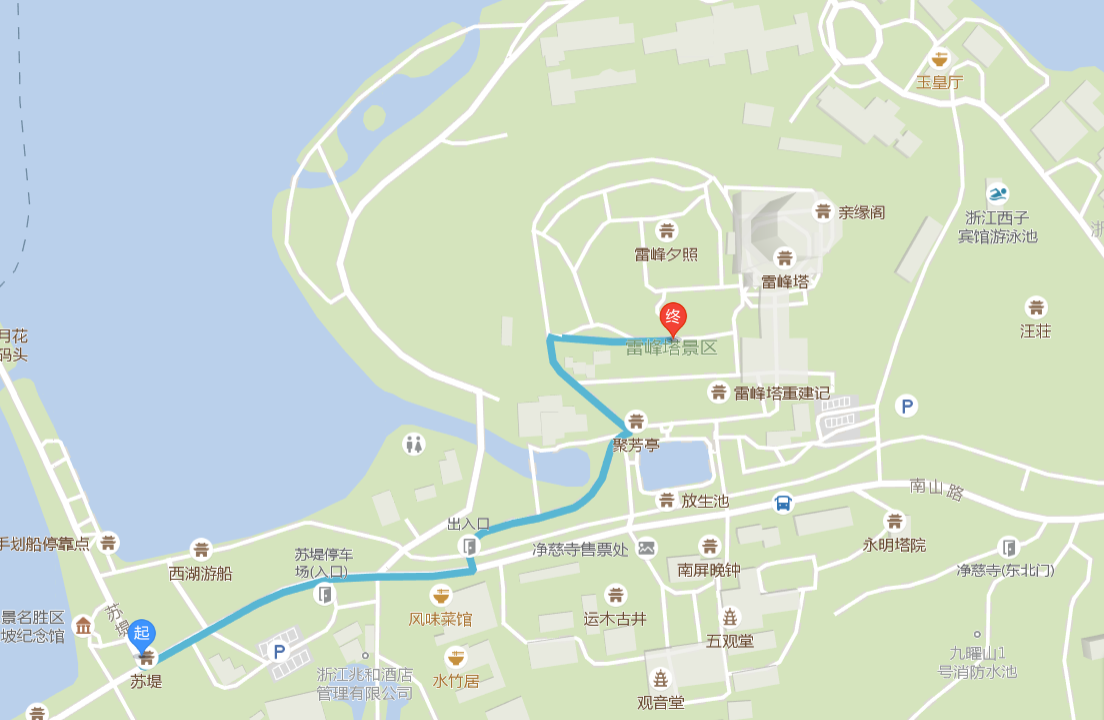 玉皇厅
亲缘阁
浙江西子
宾馆游泳池
浙
雷峰夕照
雷峰塔
终
汪荘
月花
码头
雷峰塔景区
雷峰塔重建记
P
聚芳亭
南山路
放生池
出入口
手划船停靠点
苏堤停车
场(入口)
净慈寺售票处
永明塔院
西湖游船
南屏晚钟
净慈寺(东北门)
景名胜区
坡纪念馆
苏堤
风味菜馆
运木古井
起
五观堂
P
浙江兆和酒店
管理有限公司
九曜山1
号消防水池
苏堤
水竹居
观音堂